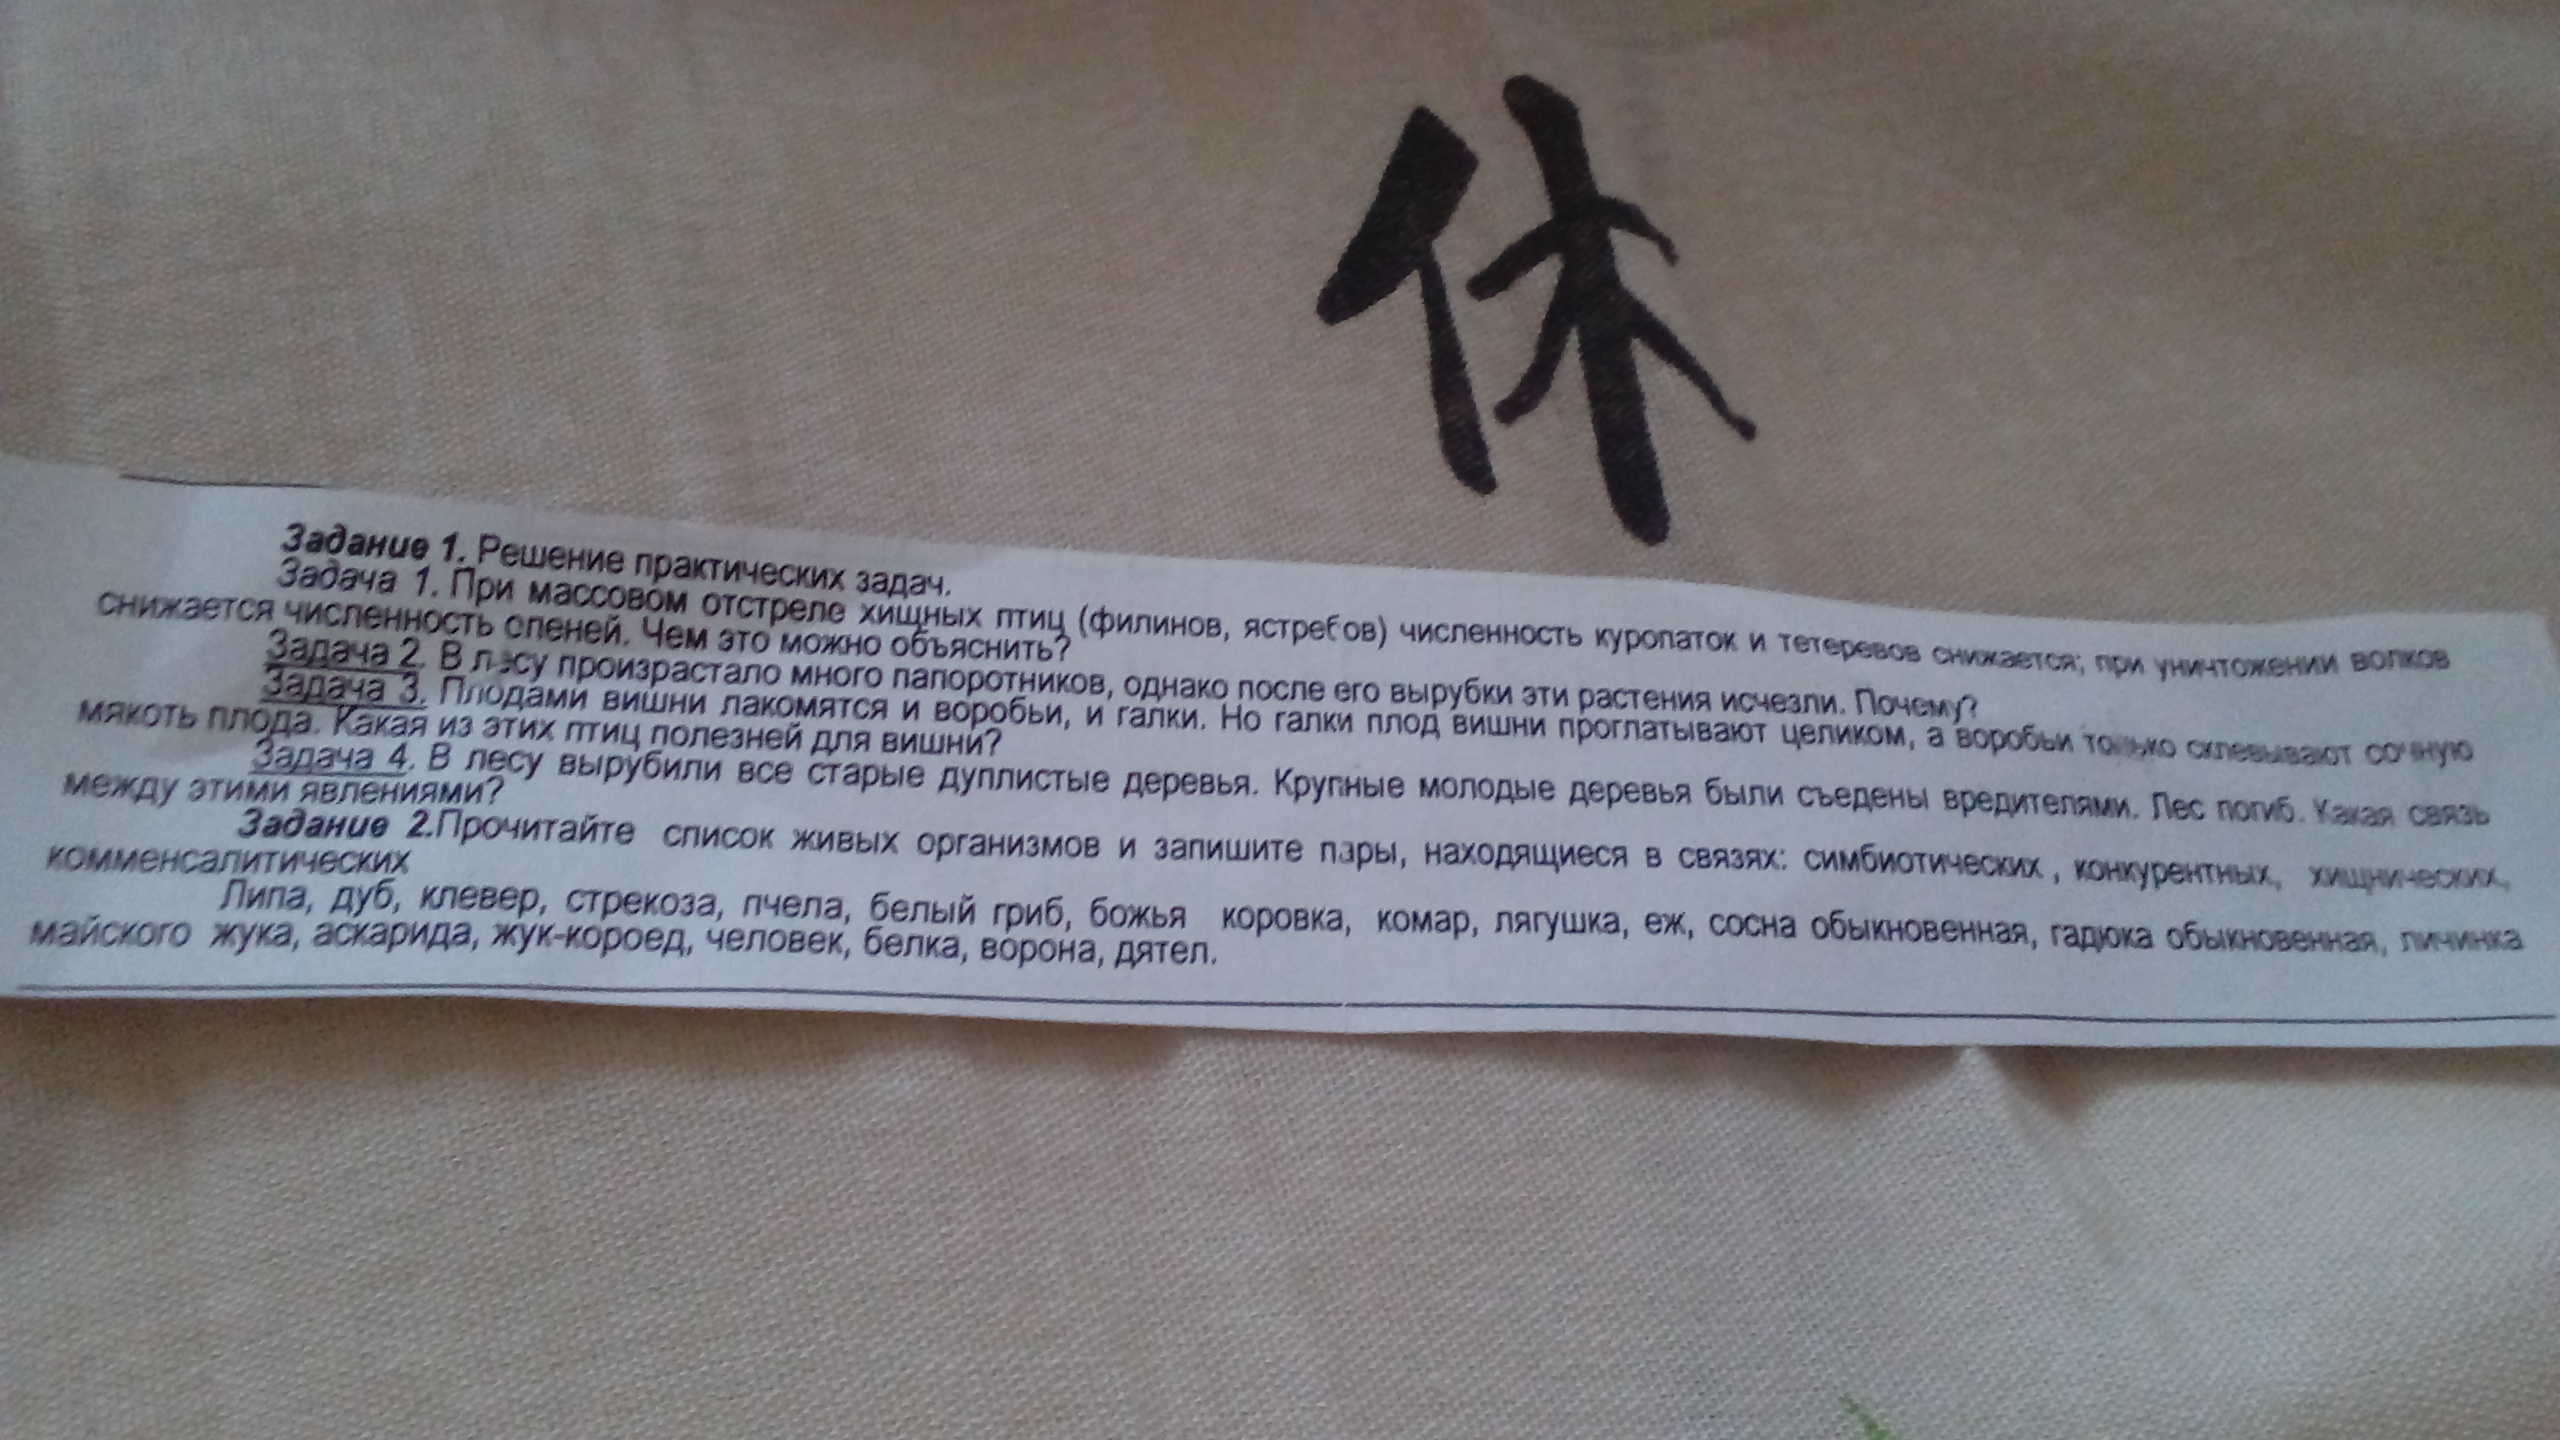 休
Задание 1. Решение практических задач.
Задача 1. При массовом отстреле хищных птиц (филинов, ястребов) численность куропаток и тетеревов снижается; при уничтожении волков
снижается численность оленей. Чем это можно объяснить?
Задача 2. В лесу произрастало много папоротников, однако после его вырубки эти растения исчезли. Почему?
Задача 3. Плодами вишни лакомятся и воробьи, и галки. Но галки плод вишни проглатывают целиком, а воробьи только склевывают сочную
мякоть плода. Какая из этих птиц полезней для вишни?
Задача 4. В лесу вырубили все старые дуплистые деревья. Крупные молодые деревья были съедены вредителями. Лес погиб. Какая связь
между этими явлениями?
Задание 2.Прочитайте список живых организмов и запишите пары, находящиеся в связях: симбиотических , конкурентных, хищнических,
комменсалитических
Липа, дуб, клевер, стрекоза, пчела, белый гриб, божья коровка, комар, лягушка, еж, сосна обыкновенная, гадюка обыкновенная, личинка
майского жука, аскарида, жук-короед, человек, белка, ворона, дятел.